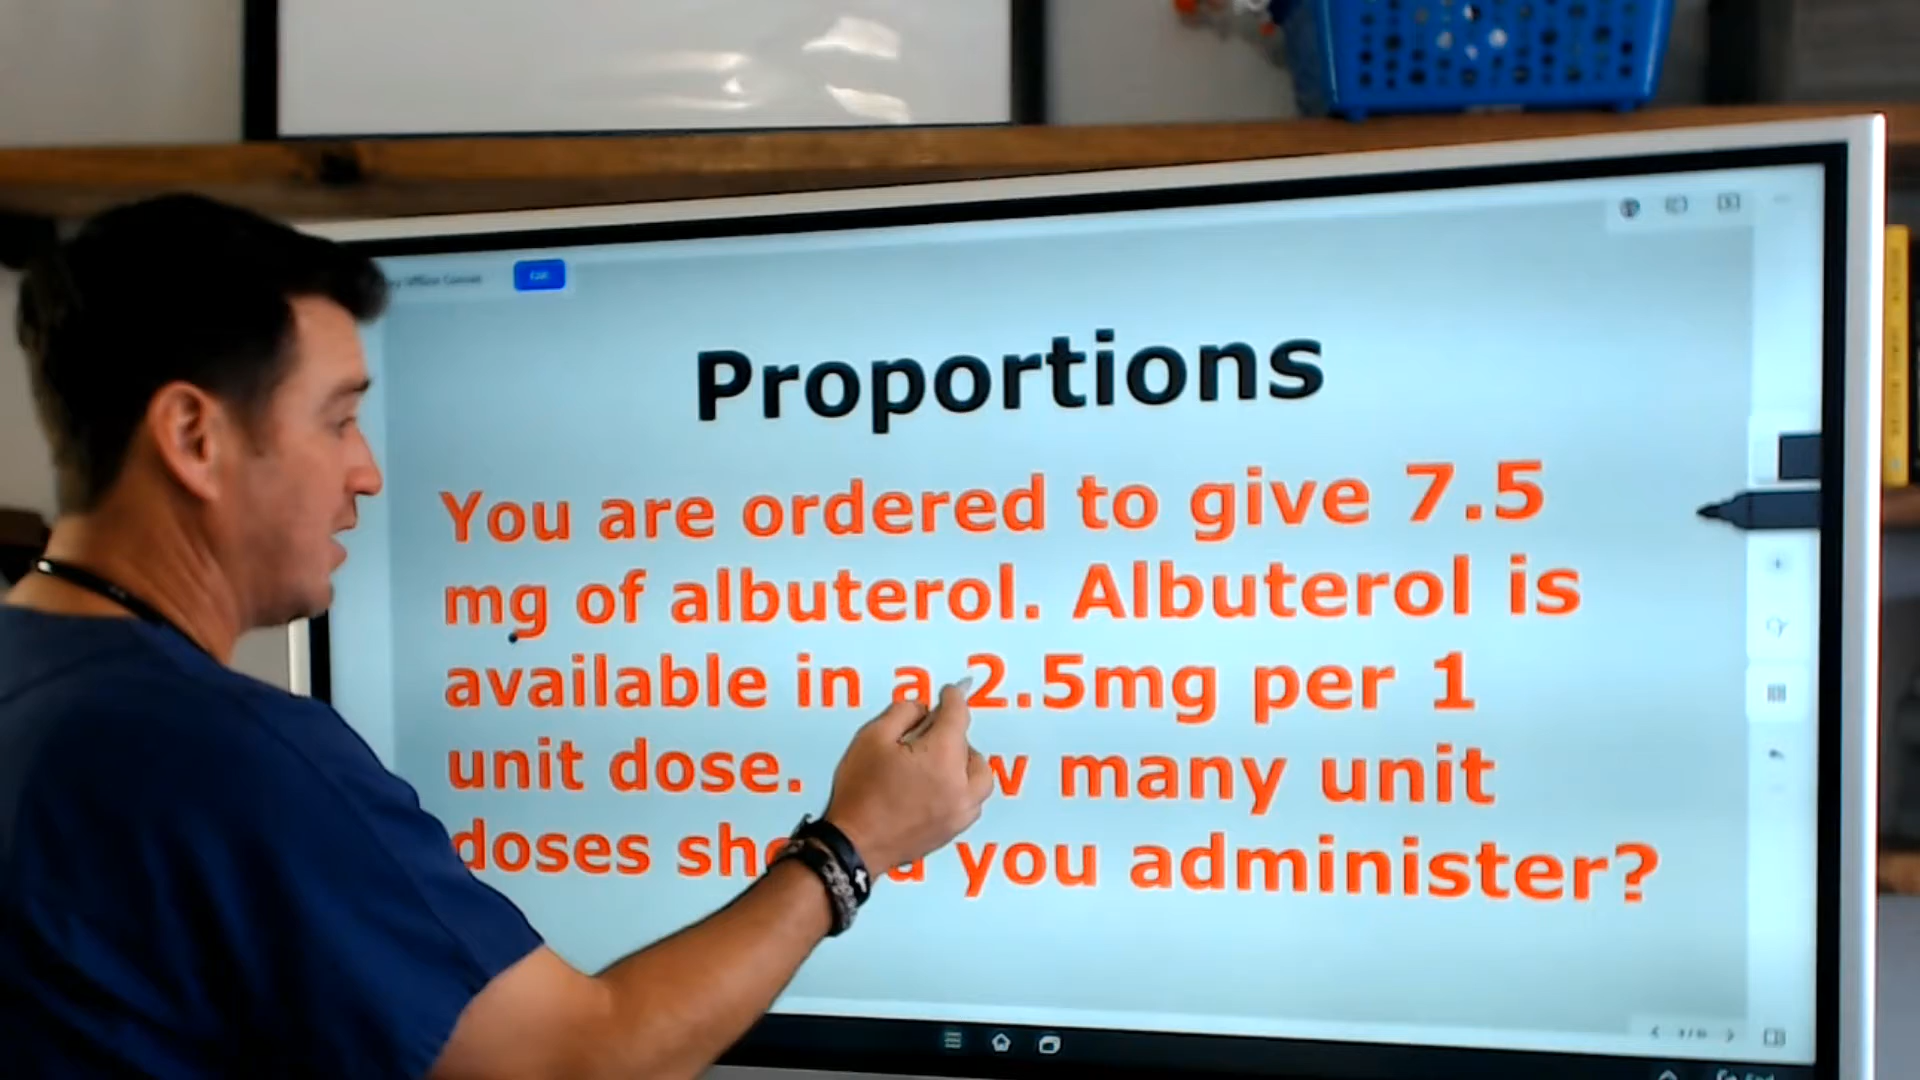 Proportions
You are ordered to give 7.5
mg of albuterol. Albuterol is
available in a 2.5mg per 1
unit dose. many unit
doses you administer?